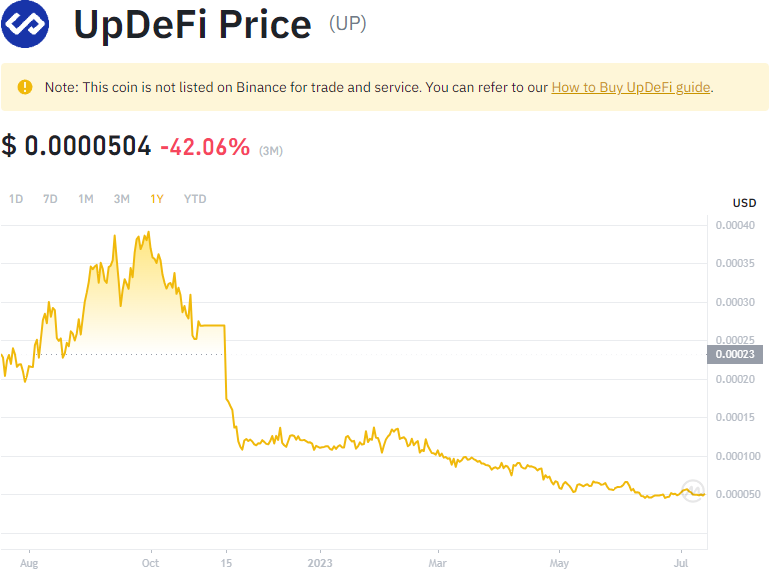 UpDeFi Price (UP)
Note: This coin is not listed on Binance for trade and service. You can refer to our How to Buy UpDeFi guide.
$ 0.0000504 -42.06% (3M)
1D 7D 1M 3M 1Y YTD
USD
0.00040
0.00035
0.00030
0.00025
0.00023
0.00020
0.00015
0.000100
0.000050
Aug Oct 15 2023 Mar May Jul